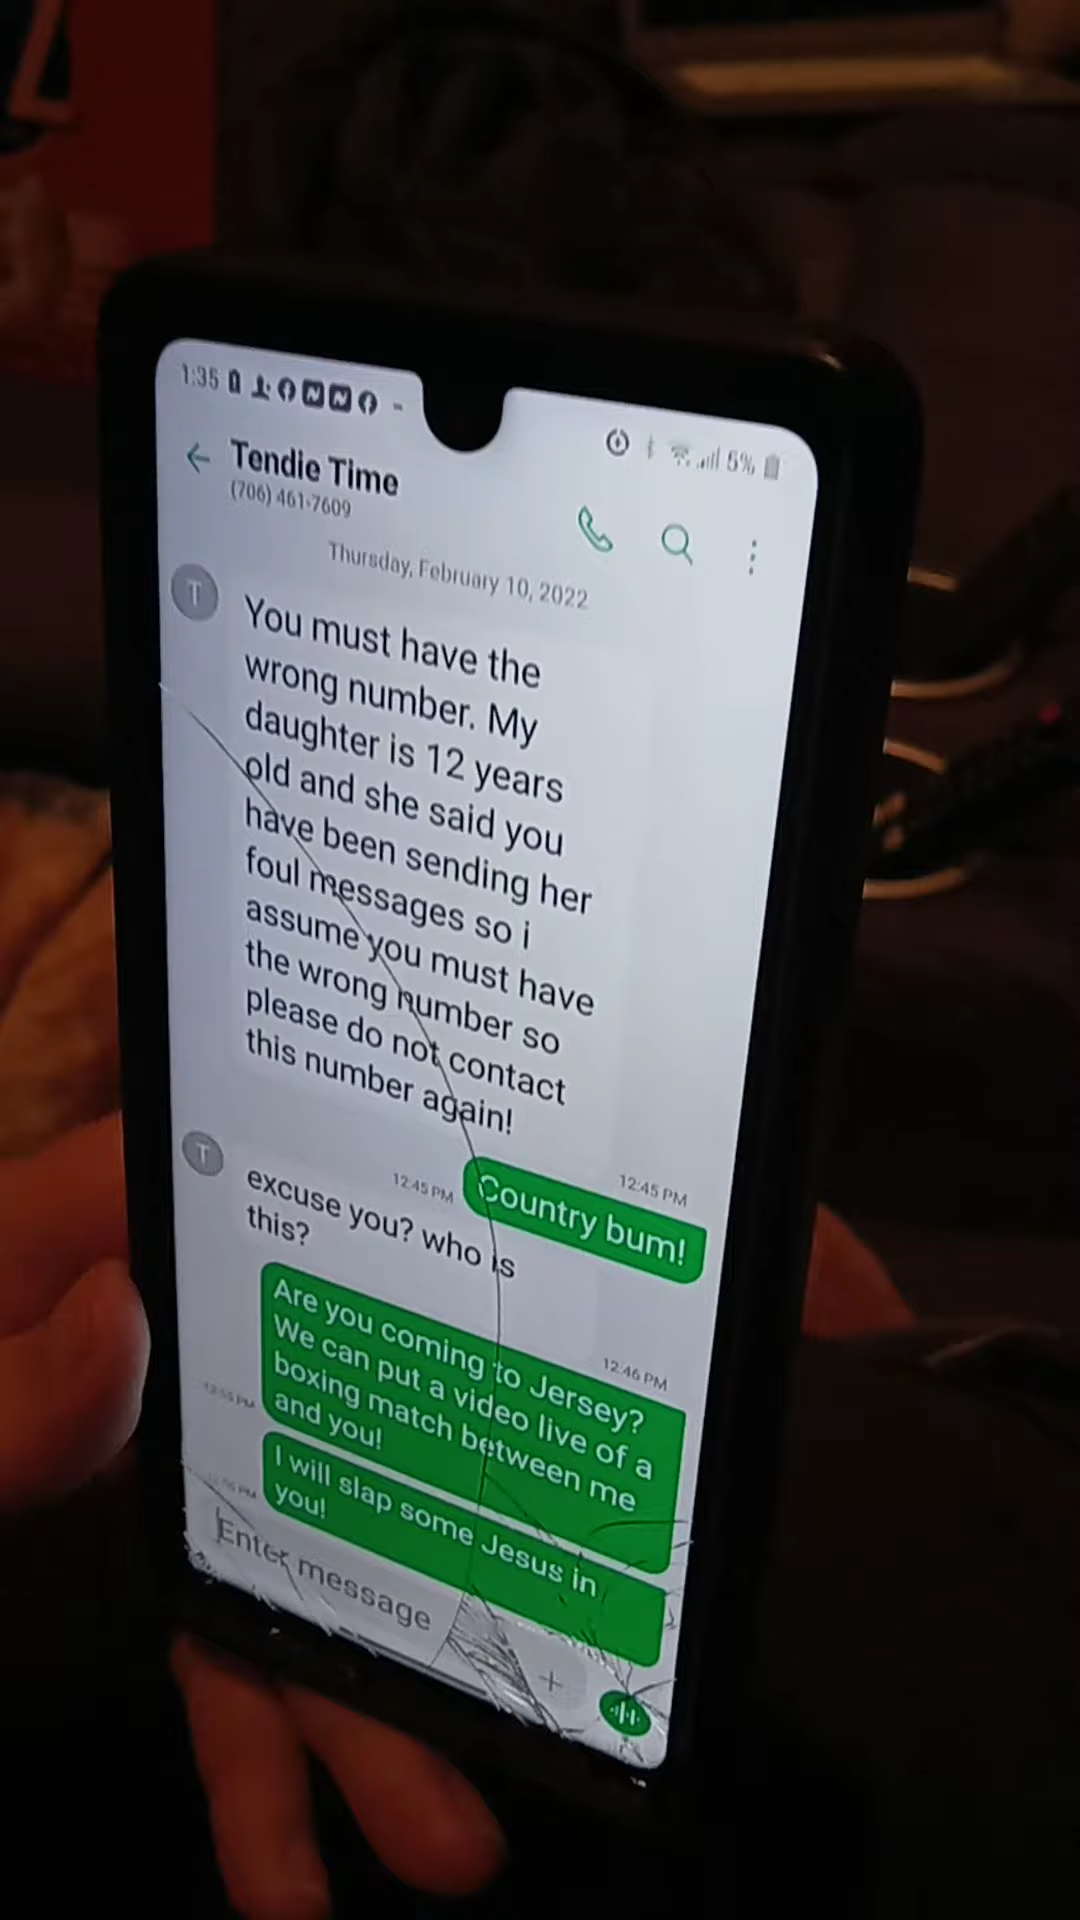 1:35
5%
Tendie Time
(706) 461-7609
Thursday, February 10, 2022
T
You must have the
wrong number. My
daughter is 12 years
old and she said you
have been sending her
foul messages so i
assume you must have
the wrong number so
please do not contact
this number again!
12:45 PM
12:45 PM
Country bum!
T
excuse you? who is
this?
12:46 PM
Are you coming to Jersey?
We can put a video live of a
boxing match between me
and you!
I will slap some Jesus in
you!
Enter message